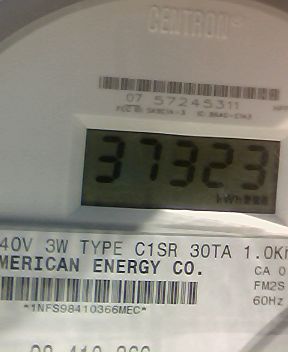 CENTRON®
07 57245311
37323
kWh
40V 3W TYPE C1SR 30TA 1.0K
MERICAN ENERGY CO.
CA 0
FM2S
60Hz
*1NFS98410366MEC*